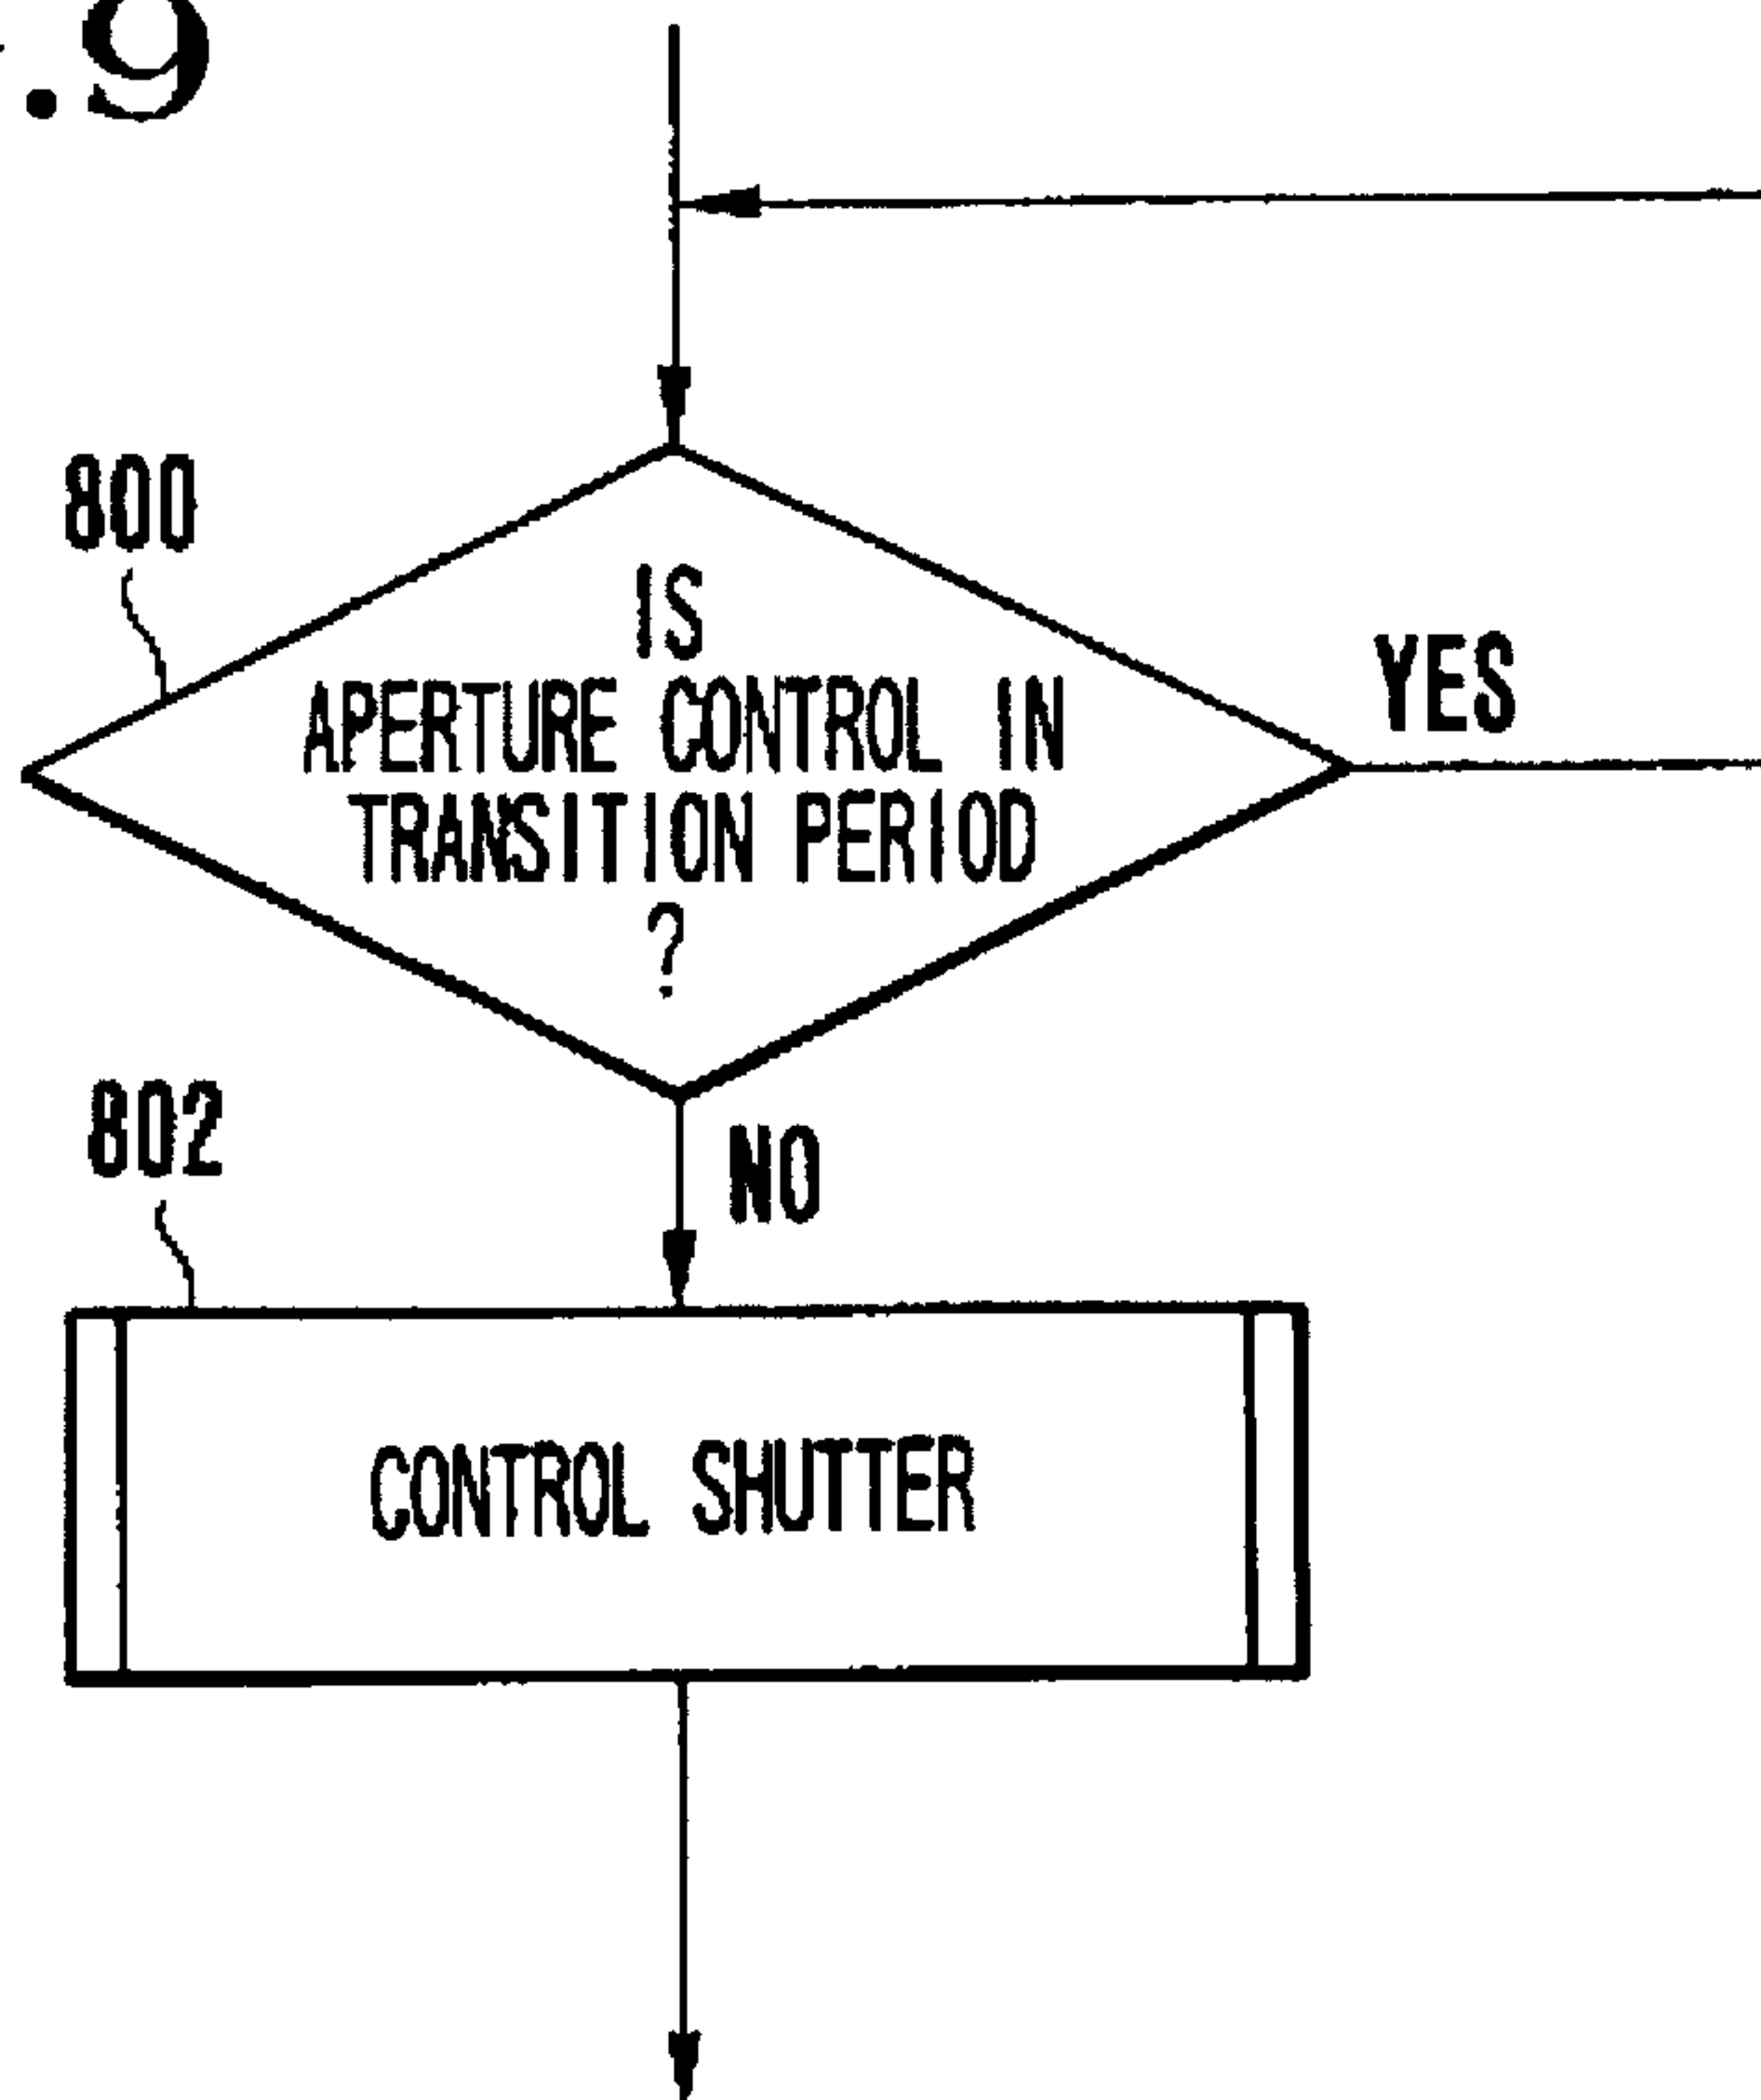 .9
800
IS
APERTURE CONTROL IN
TRANSITION PERIOD
?
YES
802
NO
CONTROL SHUTTER